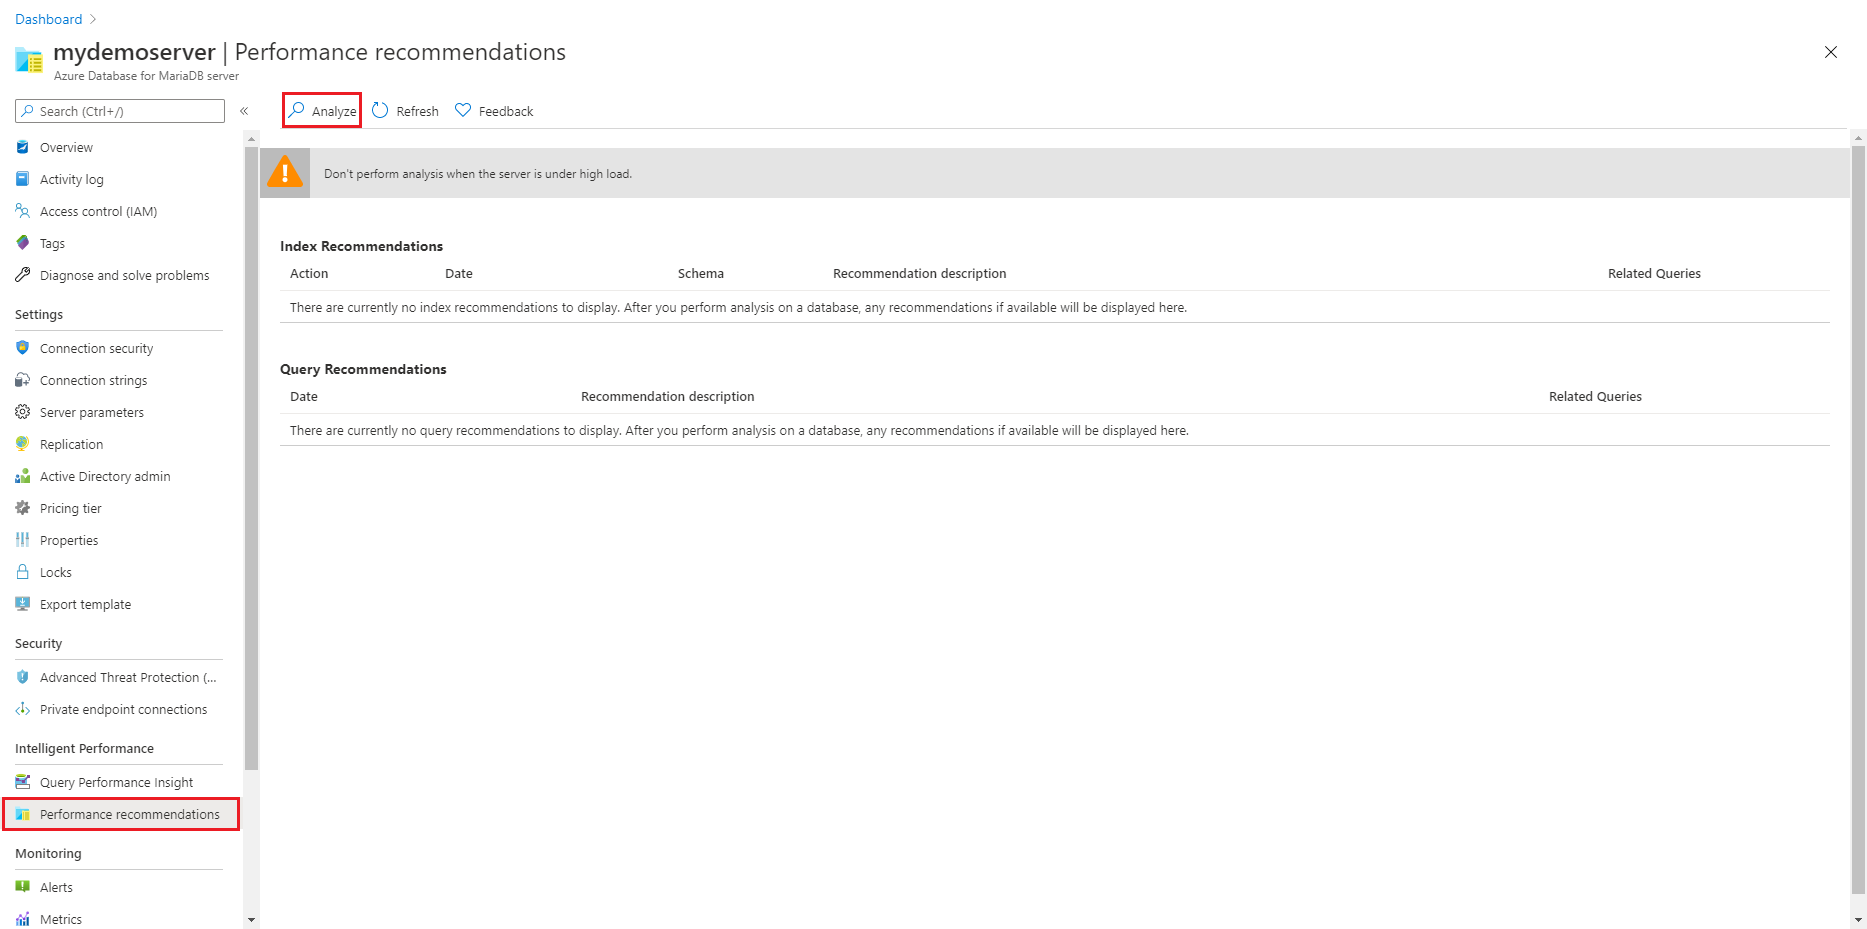 Dashboard
mydemoserver | Performance recommendations
Azure Database for MariaDB server
Search (Ctrl+/)
«
Overview
Activity log
Access control (IAM)
Tags
Diagnose and solve problems
Settings
Connection security
Connection strings
Server parameters
Replication
Active Directory admin
Pricing tier
Properties
Locks
Export template
Security
Advanced Threat Protection (...
Private endpoint connections
Intelligent Performance
Query Performance Insight
Performance recommendations
Monitoring
Alerts
Metrics
Analyze Refresh Feedback
Don't perform analysis when the server is under high load.
Index Recommendations
Action Date Schema Recommendation description Related Queries
There are currently no index recommendations to display. After you perform analysis on a database, any recommendations if available will be displayed here.
Query Recommendations
Date Recommendation description Related Queries
There are currently no query recommendations to display. After you perform analysis on a database, any recommendations if available will be displayed here.